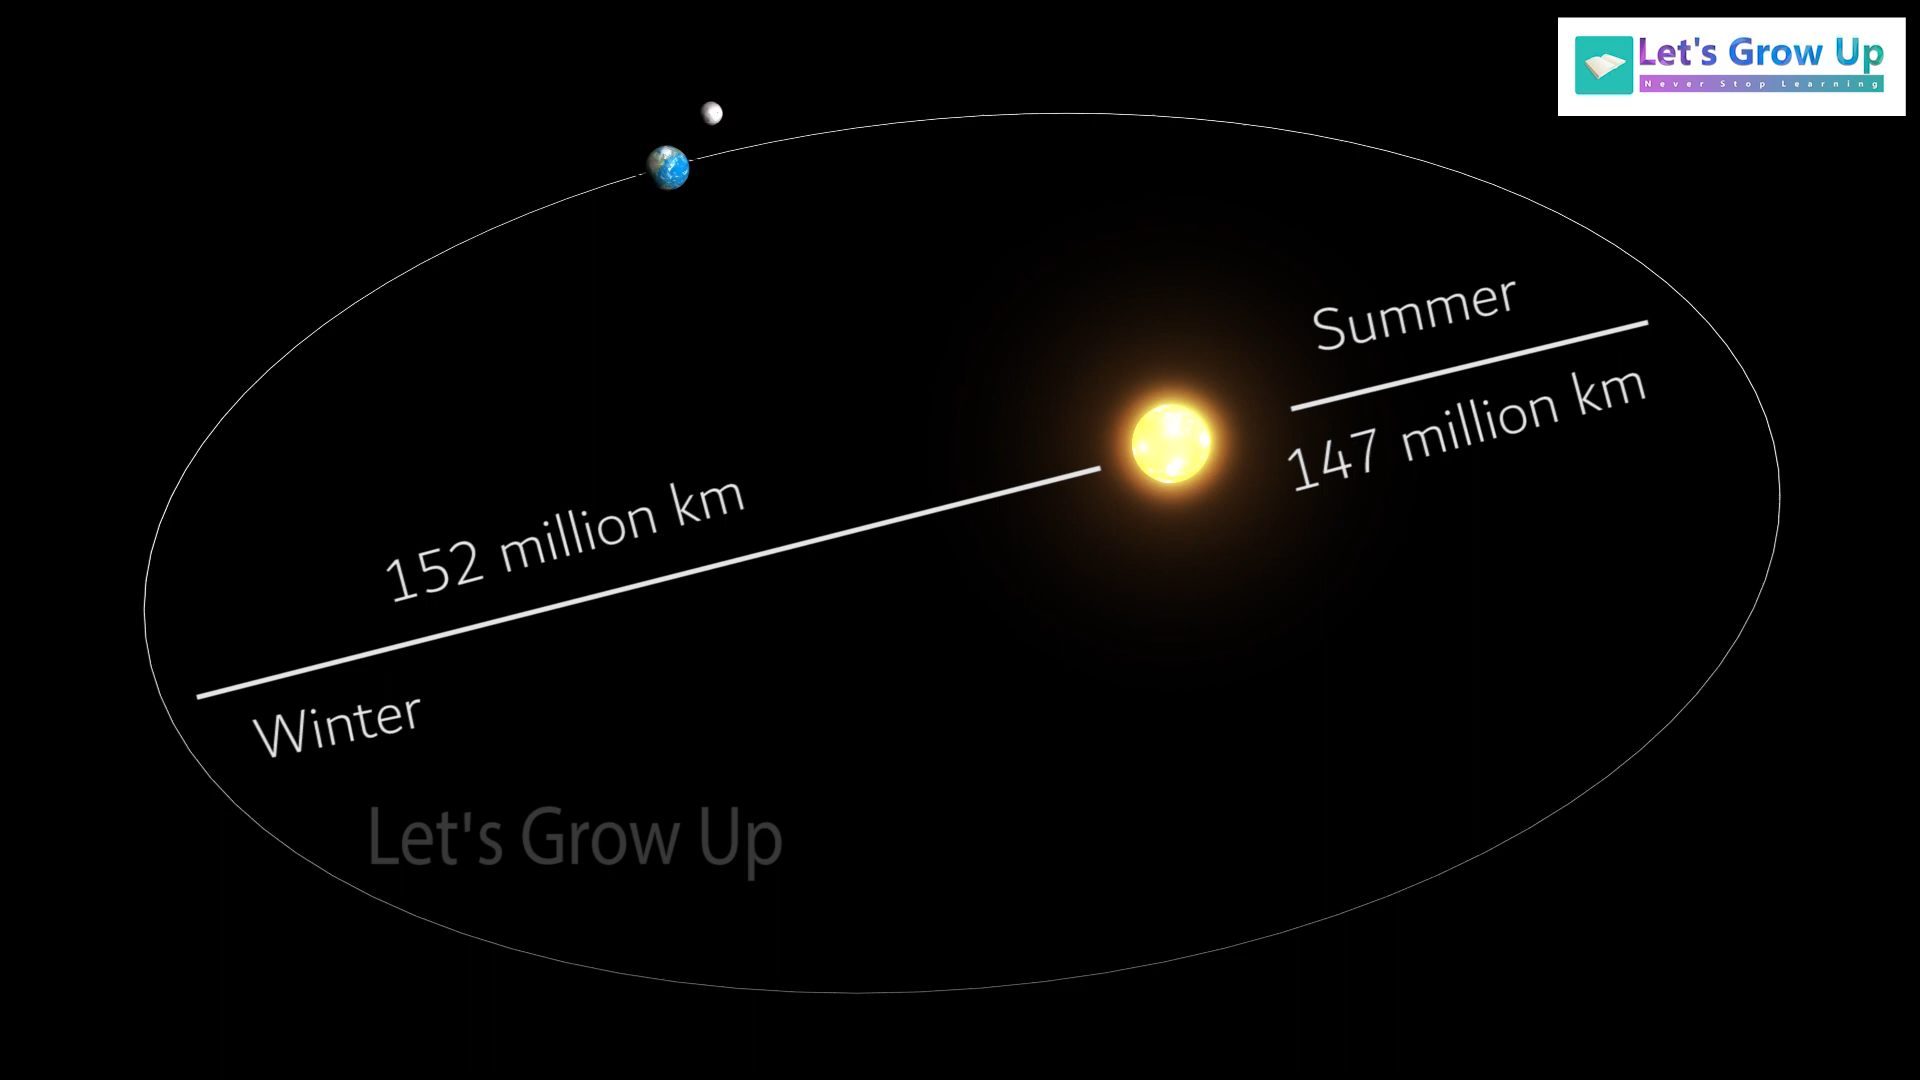 Let's Grow Up
Never Stop Learning
Summer
147 million km
152 million km
Winter
Let's Grow Up